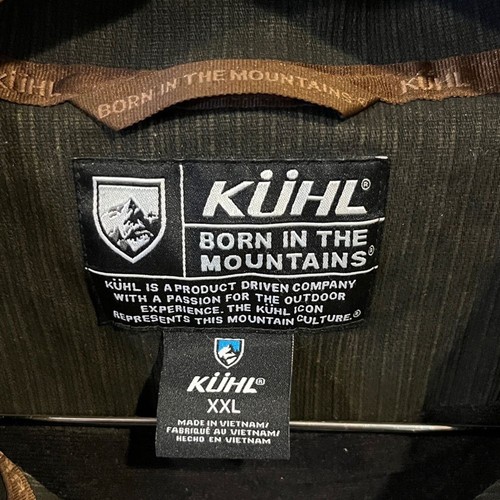 KÜHL BORN IN THE MOUNTAINS® KÜHL
KÜHL®
BORN IN THE
MOUNTAINS®
KÜHL IS A PRODUCT DRIVEN COMPANY
WITH A PASSION FOR THE OUTDOOR
EXPERIENCE. THE KÜHL ICON
REPRESENTS THIS MOUNTAIN CULTURE.®
KÜHL®
XXL
MADE IN VIETNAM/
FABRIQUÉ AU VIETNAM/
HECHO EN VIETNAM